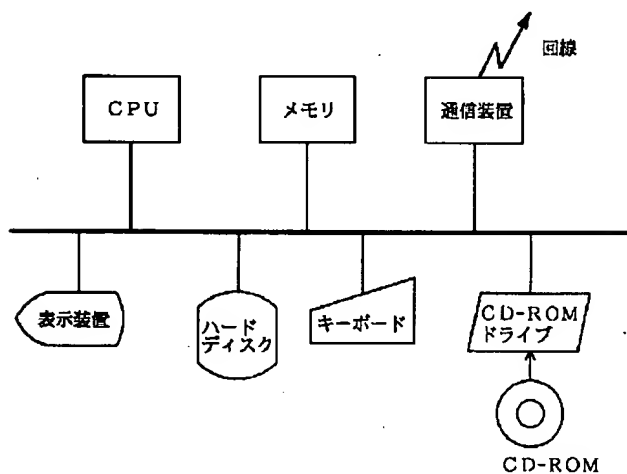 回線
CPU
メモリ
通信装置
表示装置
ハード
ディスク
キーボード
CD-ROM
ドライブ
CD-ROM